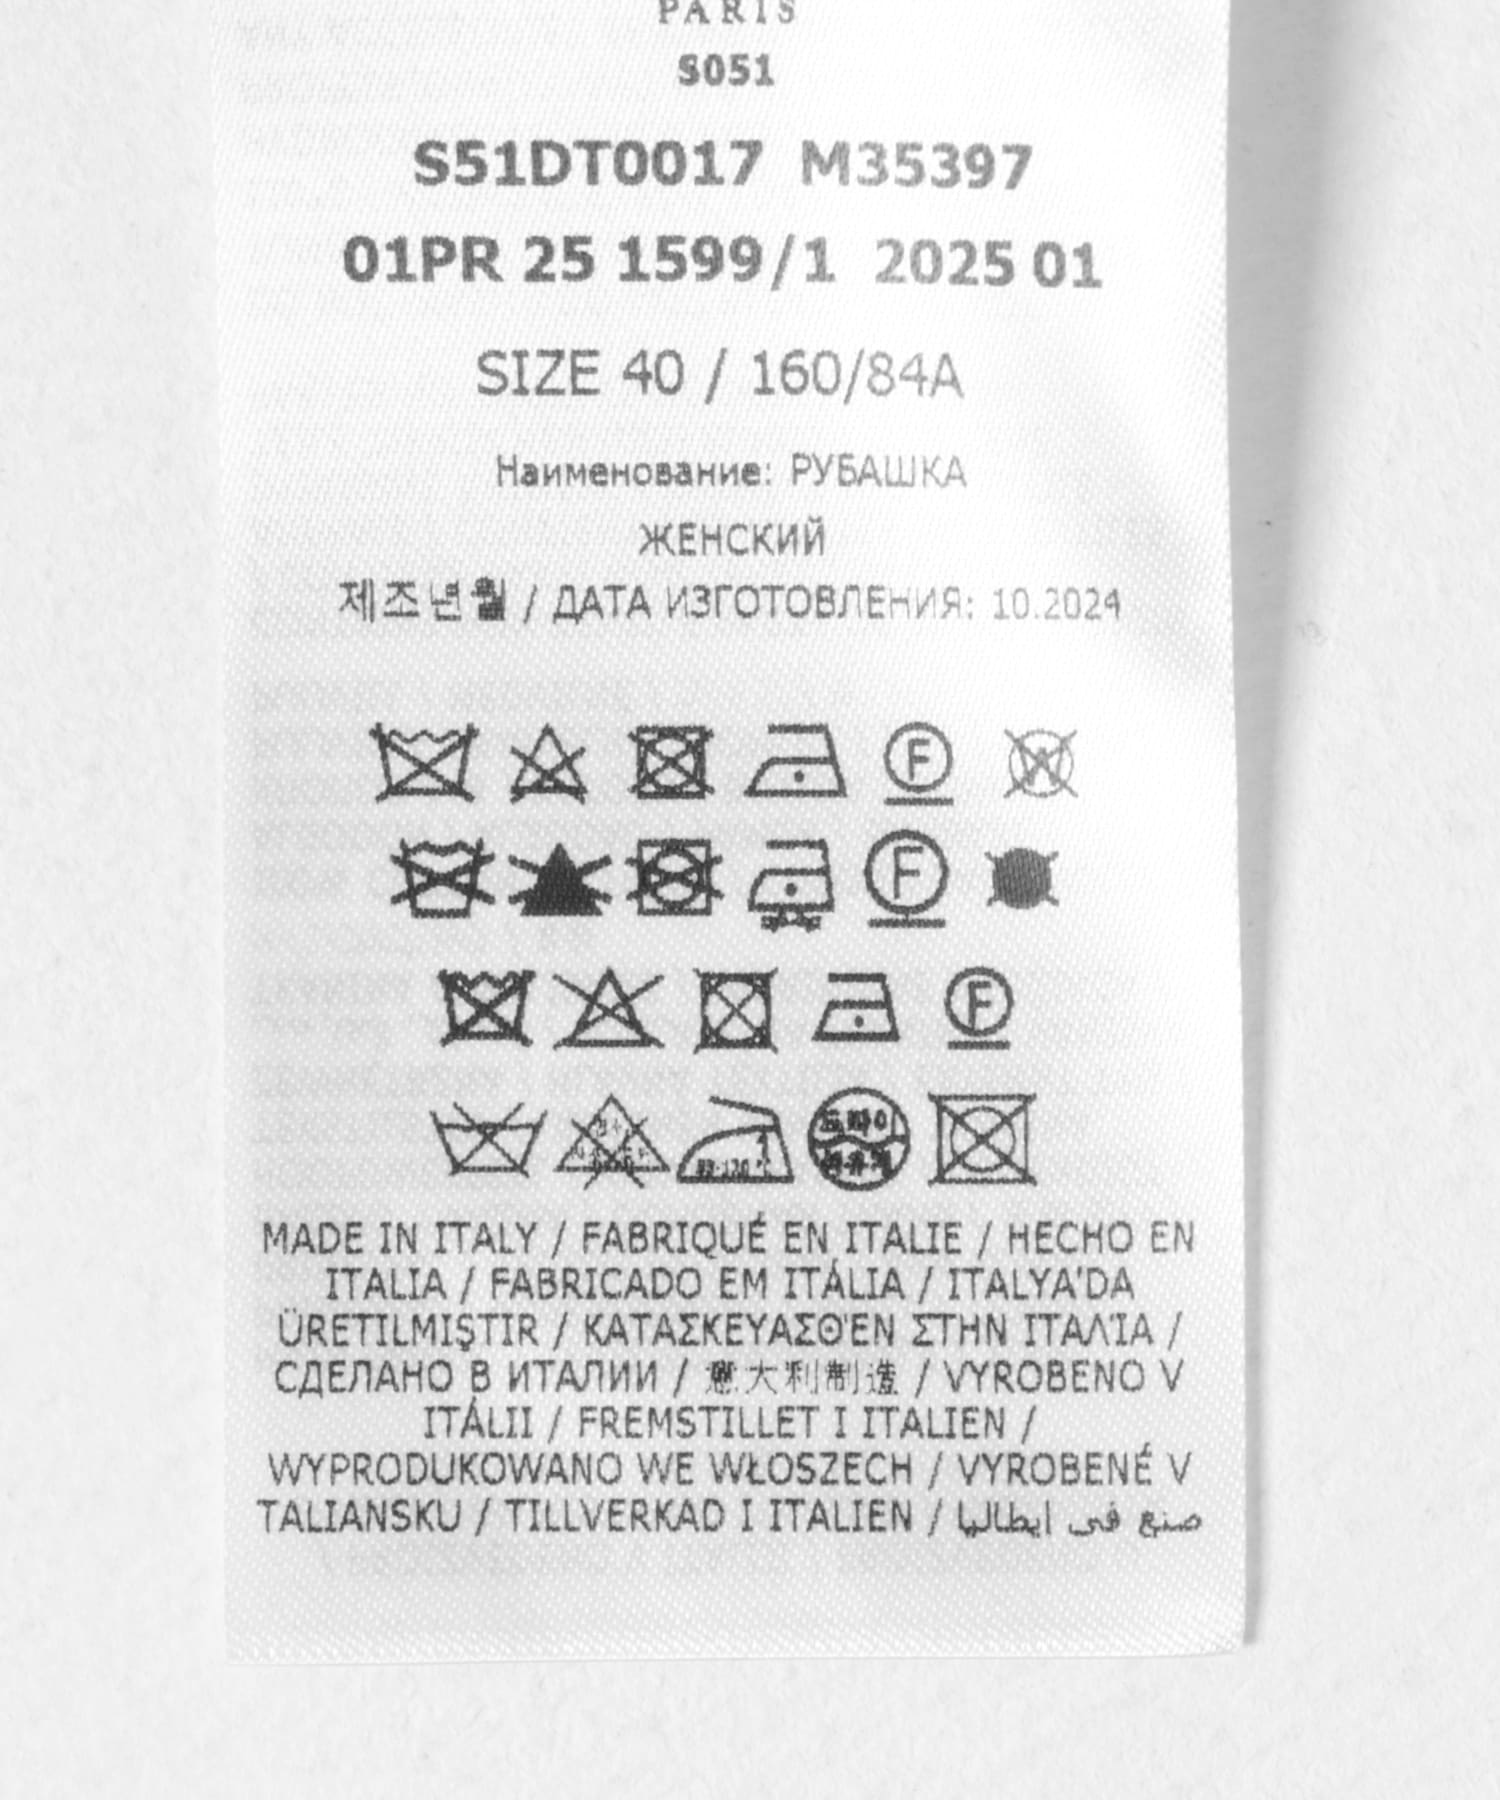 PARIS
S051
S51DT0017 M35397
01PR 25 1599/1 2025 01
SIZE 40 / 160/84A
Наименование: РУБАШКА
ЖЕНСКИЙ
제조년월 / ДАТА ИЗГОТОВЛЕНИЯ: 10.2024
F W
F
F
MADE IN ITALY / FABRIQUÉ EN ITALIE / HECHO EN
ITALIA / FABRICADO EM ITÁLIA / ITALYA'DA
ÜRETILMIŞTIR / ΚΑΤΑΣΚΕΥΑΣΘΈΝ ΣΤΗΝ ΙΤΑΛΊΑ /
СДЕЛАНО В ИТАЛИИ / 意大利制造 / VYROBENO V
ITÁLII / FREMSTILLET I ITALIEN /
WYPRODUKOWANO WE WŁOSZECH / VYROBENÉ V
TALIANSKU / TILLVERKAD I ITALIEN / صنع في ايطاليا